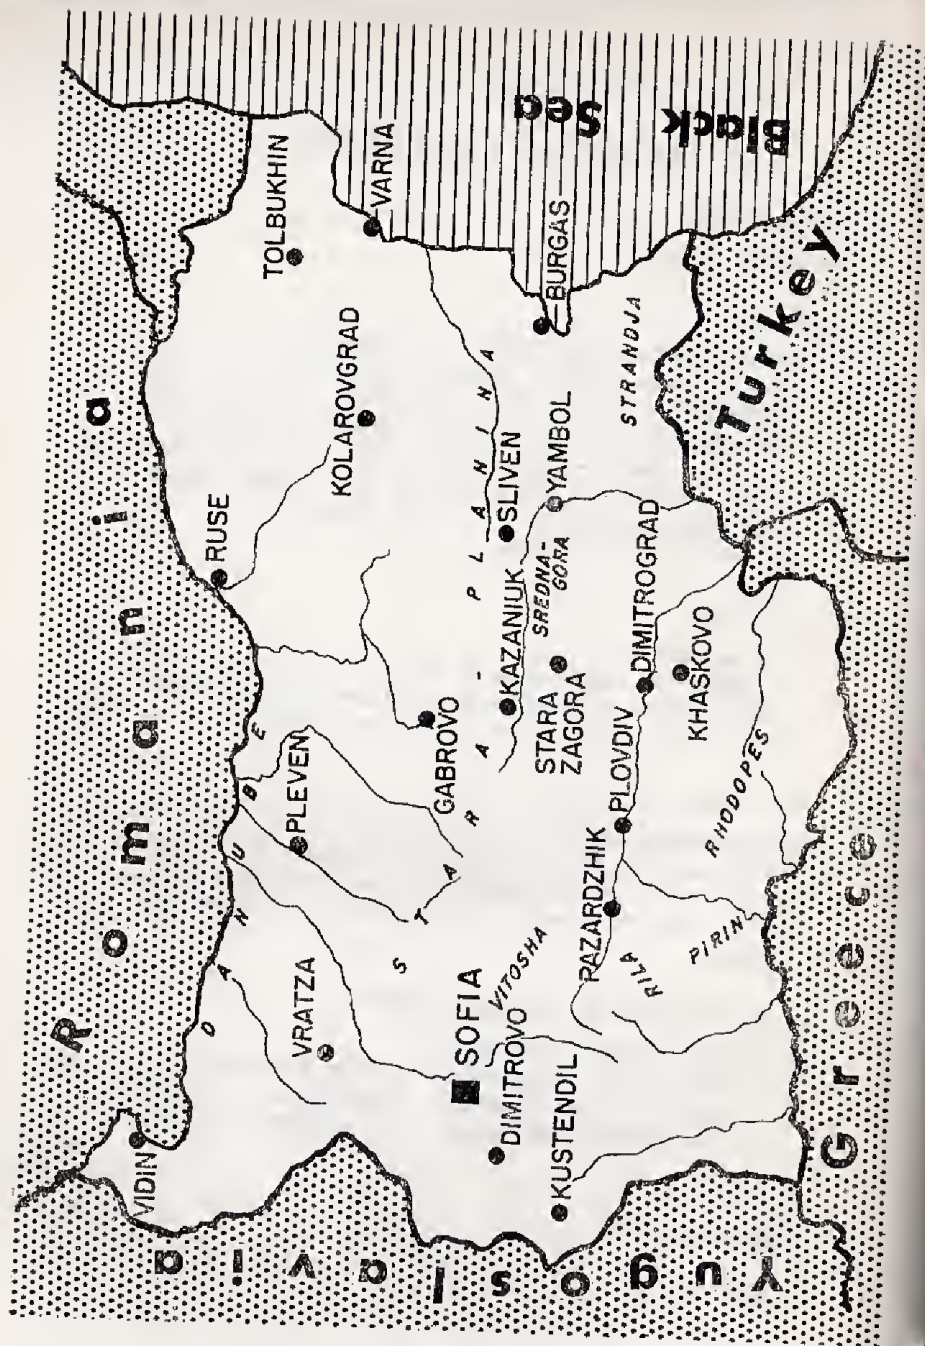 Romania
Yugoslavia
Black
Sea
Turkey
Greece
DANUBE
VIDIN
VRATZA
PLEVEN
RUSE
TOLBUKHIN
VARNA
KOLAROVGRAD
GABROVO
STARA-PLANINA
SOFIA
VITOSHA
DIMITROVO
KUSTENDIL
KAZANIUK
SLIVEN
SREDNA-
GORA
YAMBOL
BURGAS
STRANDJA
STARA
ZAGORA
PAZARDZHIK
PLOVDIV
DIMITROGRAD
KHASKOVO
RILA
PIRIN
RHODOPES